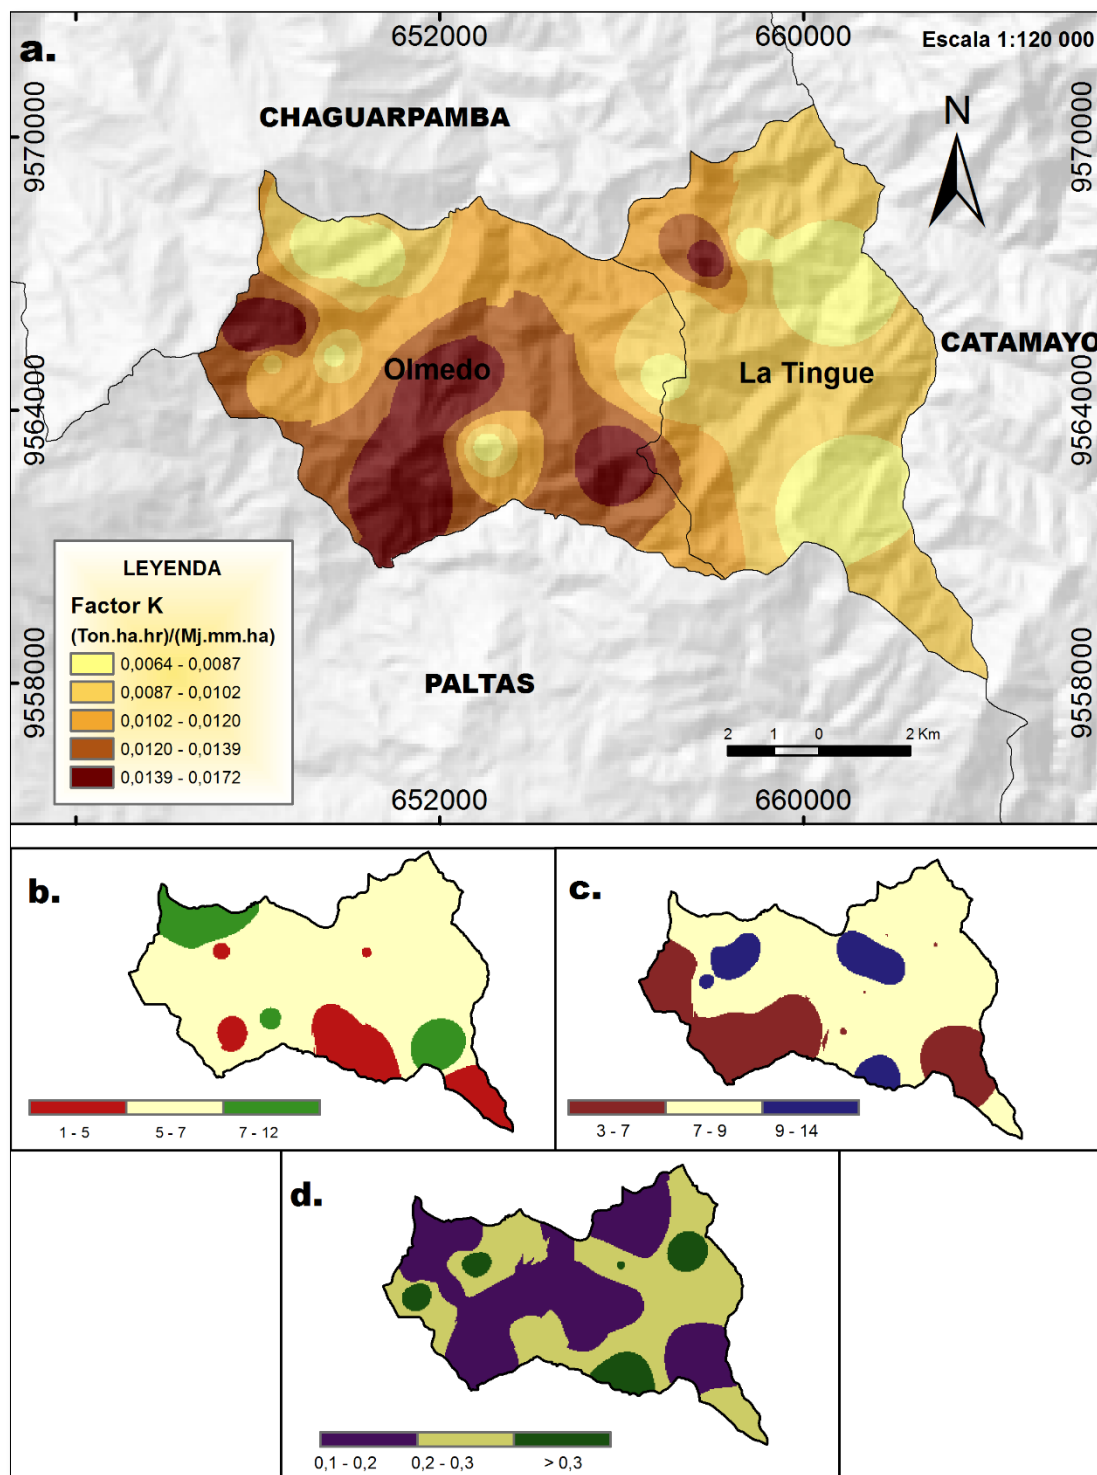 a.
652000
660000
Escala 1:120 000
N
9570000
9570000
CHAGUARPAMBA
CATAMAYO
Olmedo
La Tingue
9564000
9564000
PALTAS
9558000
9558000
LEYENDA
Factor K
(Ton.ha.hr)/(Mj.mm.ha)
0,0064 - 0,0087
0,0087 - 0,0102
0,0102 - 0,0120
0,0120 - 0,0139
0,0139 - 0,0172
2 1 0 2 Km
652000
660000
b.
1 - 5 5 - 7 7 - 12
c.
3 - 7 7 - 9 9 - 14
d.
0,1 - 0,2 0,2 - 0,3 > 0,3